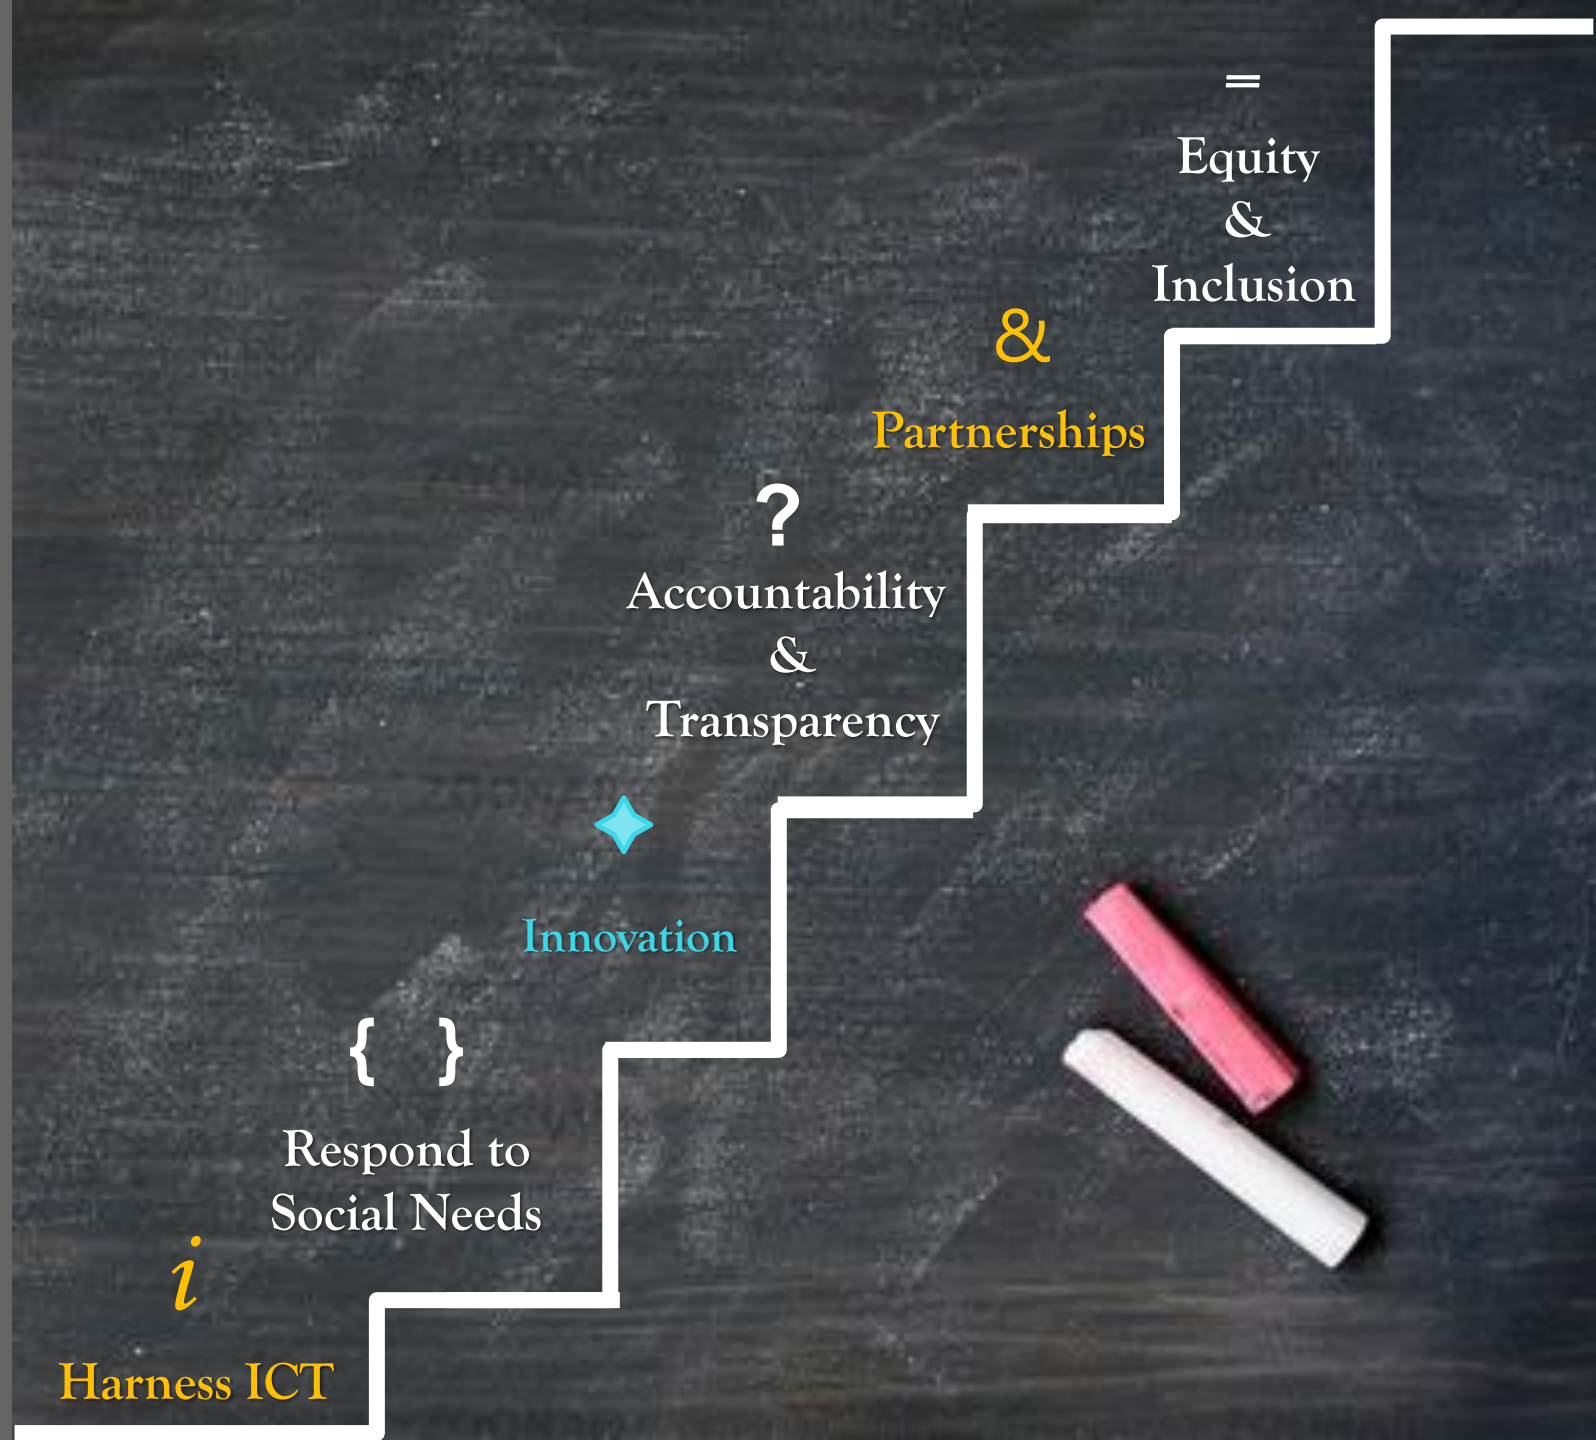 =
Equity
&
Inclusion
&
Partnerships
?
Accountability
&
Transparency
Innovation
{ }
Respond to
Social Needs
i
Harness ICT